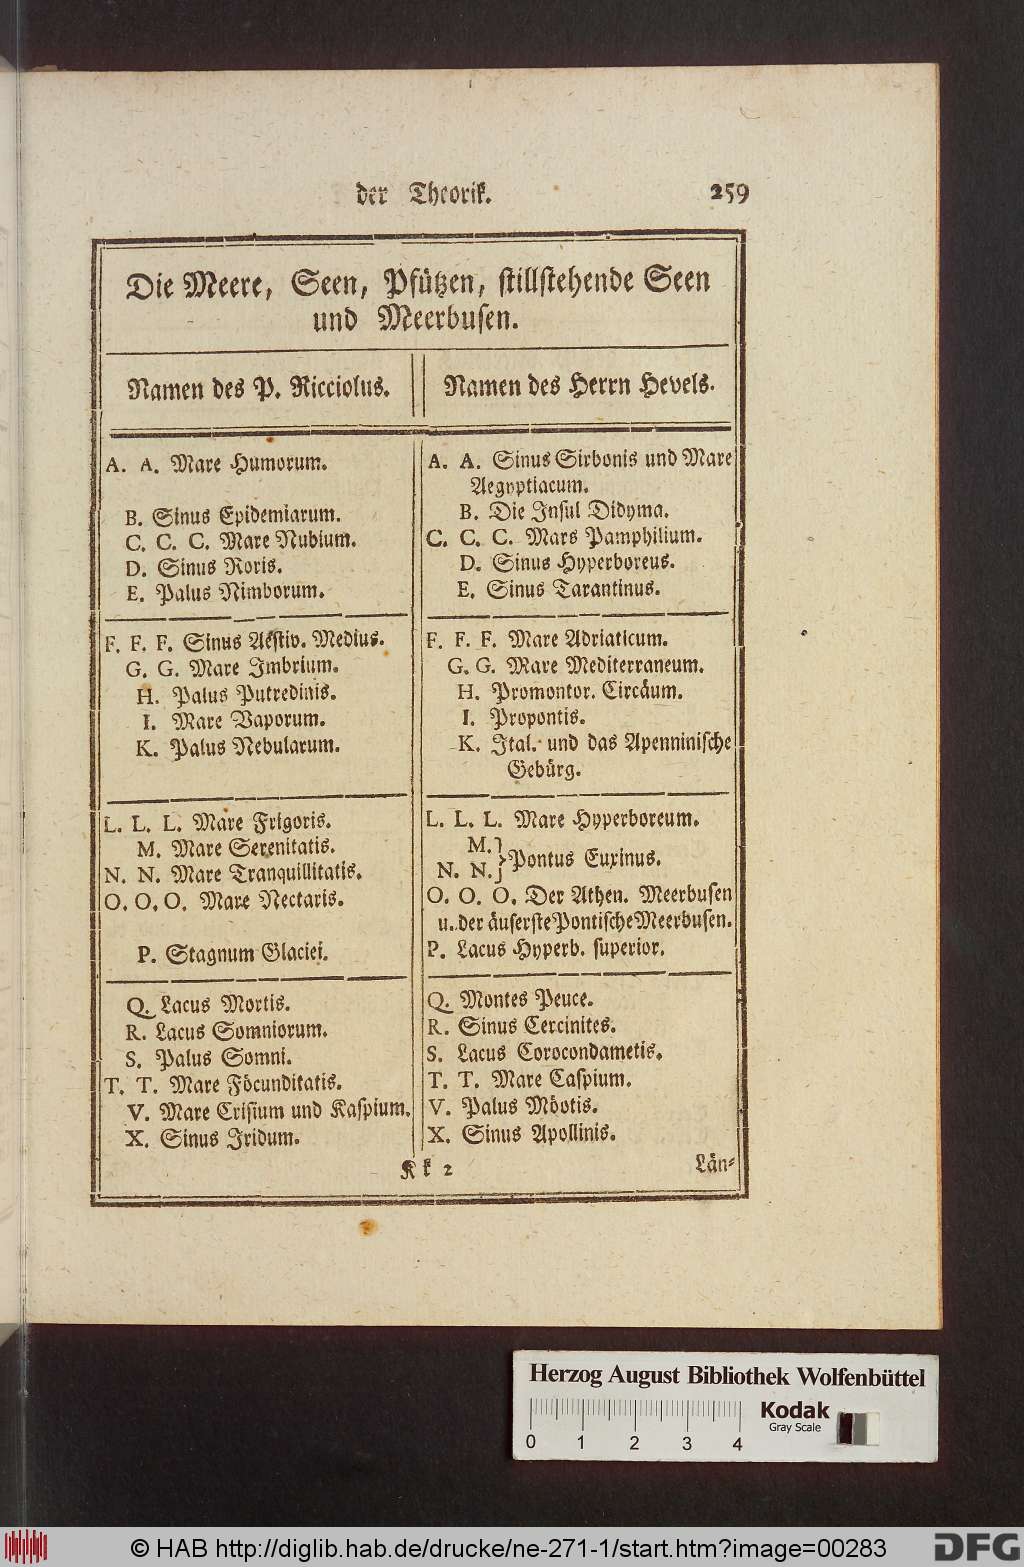 der Theorik. 259
Die Meere, Seen, Pfützen, stillstehende Seen
und Meerbusen.
Namen des P. Ricciolus.
A. A. Mare Humorum.
B. Sinus Epidemiarum.
C. C. C. Mare Nubium.
D. Sinus Roris.
E. Palus Nimborum.
F. F. F. Sinus Aestiv. Medius.
G. G. Mare Imbrium.
H. Palus Putredinis.
I. Mare Vaporum.
K. Palus Nebularum.
L. L. L. Mare Frigoris.
M. Mare Serenitatis.
N. N. Mare Tranquillitatis.
O. O. O. Mare Nectaris.
P. Stagnum Glaciei.
Q. Lacus Mortis.
R. Lacus Somniorum.
S. Palus Somni.
T. T. Mare Föcunditatis.
V. Mare Crisium und Kaspium.
X. Sinus Iridum.
Namen des Herrn Hevels.
A. A. Sinus Sirbonis und Mare
Aegyptiacum.
B. Die Insul Didyma.
C. C. C. Mars Pamphilium.
D. Sinus Hyperboreus.
E. Sinus Tarantinus.
F. F. F. Mare Adriaticum.
G. G. Mare Mediterraneum.
H. Promontor. Circäum.
I. Propontis.
K. Ital. und das Apenninische
Gebürg.
L. L. L. Mare Hyperboreum.
M.
N. N. } Pontus Euxinus.
O. O. O. Der Athen. Meerbusen
u. der äuserste Pontische Meerbusen.
P. Lacus Hyperb. superior.
Q. Montes Peuce.
R. Sinus Cercinites.
S. Lacus Corocondametis.
T. T. Mare Caspium.
V. Palus Möotis.
X. Sinus Apollinis.
Kk 2 Län-
Herzog August Bibliothek Wolfenbüttel
0 1 2 3 4
Kodak
Gray Scale
© HAB http://diglib.hab.de/drucke/ne-271-1/start.htm?image=00283
DFG